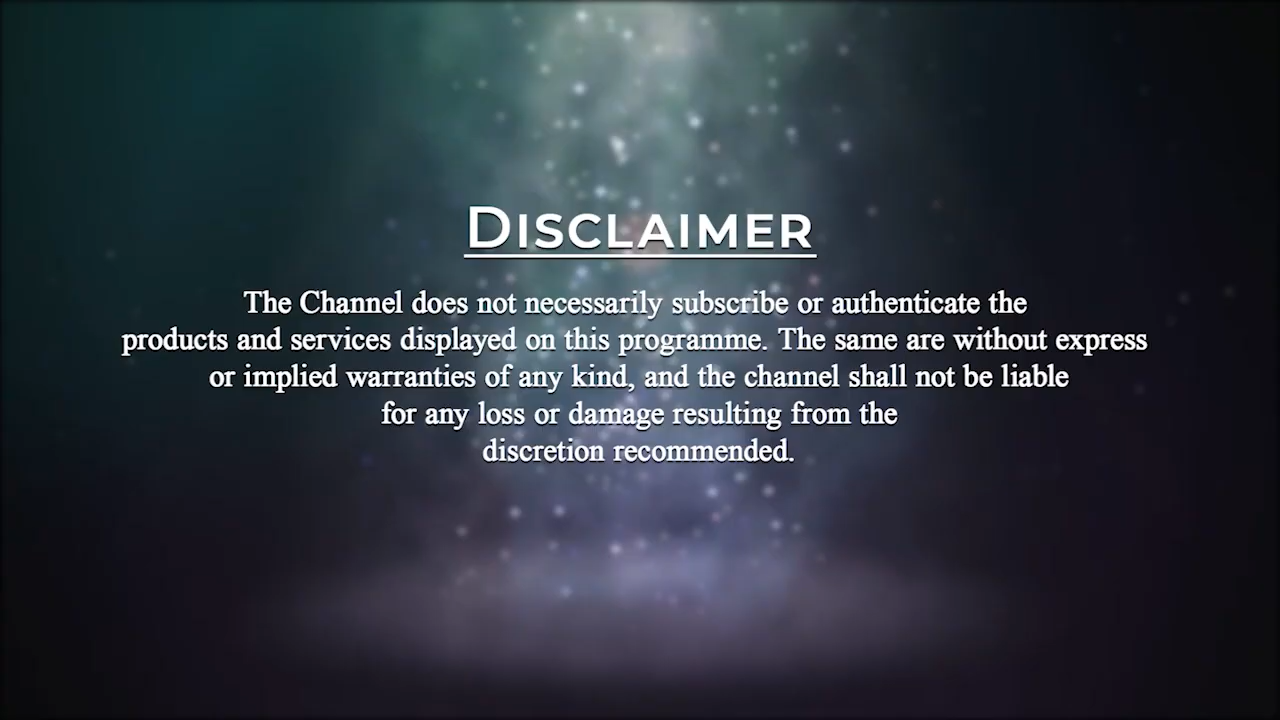 DISCLAIMER
The Channel does not necessarily subscribe or authenticate the
products and services displayed on this programme. The same are without express
or implied warranties of any kind, and the channel shall not be liable
for any loss or damage resulting from the
discretion recommended.